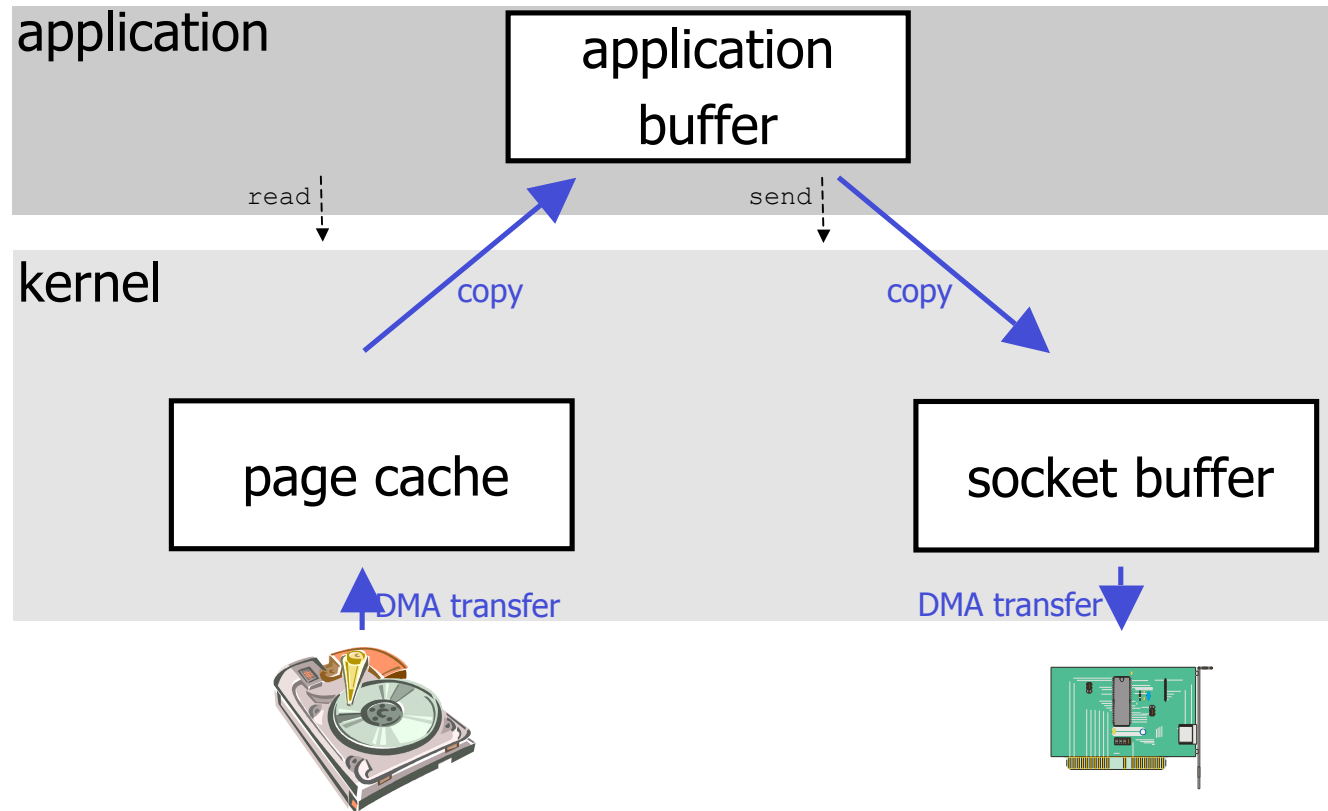 application
application
buffer
read
send
kernel
copy
copy
page cache
socket buffer
DMA transfer
DMA transfer